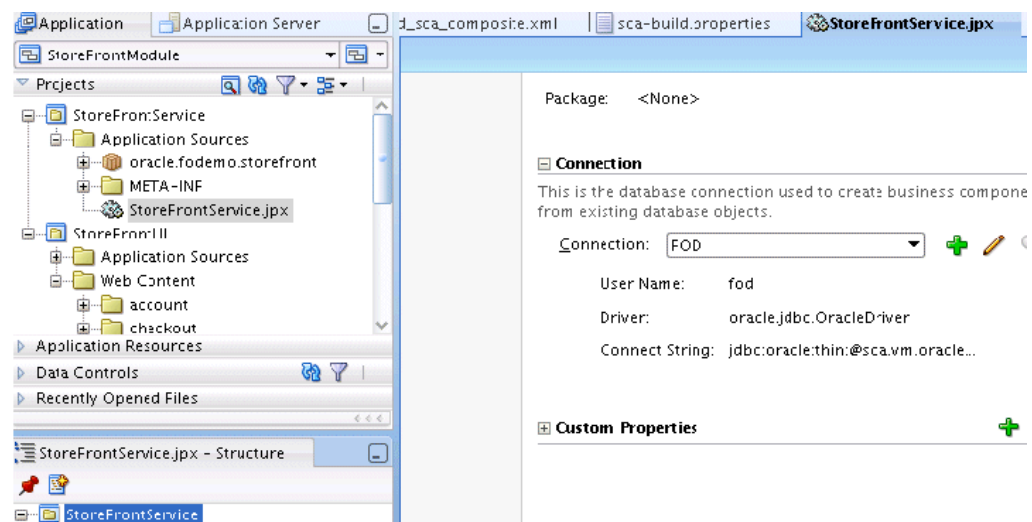 Application
Application Server
d_sca_composite.xml
sca-build.properties
StoreFrontService.jpx
StoreFrontModule
Projects
StoreFrontService
Application Sources
oracle.fodemo.storefront
META-INF
StoreFrontService.jpx
StoreFrontUI
Application Sources
Web Content
account
checkout
Application Resources
Data Controls
Recently Opened Files
StoreFrontService.jpx - Structure
StoreFrontService
Package: <None>
Connection
This is the database connection used to create business compone
from existing database objects.
Connection: FOD
User Name: fod
Driver: oracle.jdbc.OracleDriver
Connect String: jdbc:oracle:thin:@sca.vm.oracle...
Custom Properties